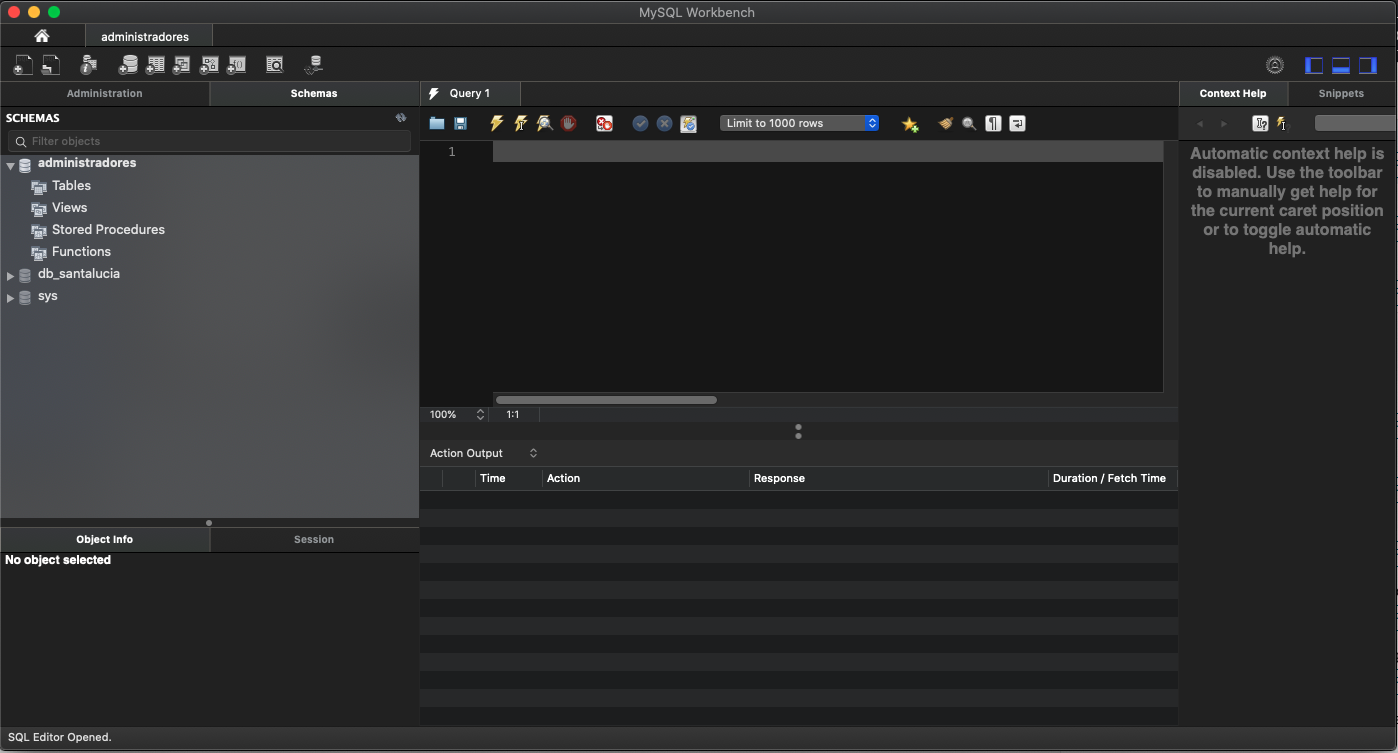 MySQL Workbench
administradores
Administration
Schemas
SCHEMAS
Filter objects
administradores
Tables
Views
Stored Procedures
Functions
db_santalucia
sys
Object Info
Session
No object selected
Query 1
Limit to 1000 rows
1
100%
1:1
Action Output
Time
Action
Response
Duration / Fetch Time
Context Help
Snippets
Automatic context help is
disabled. Use the toolbar
to manually get help for
the current caret position
or to toggle automatic
help.
SQL Editor Opened.